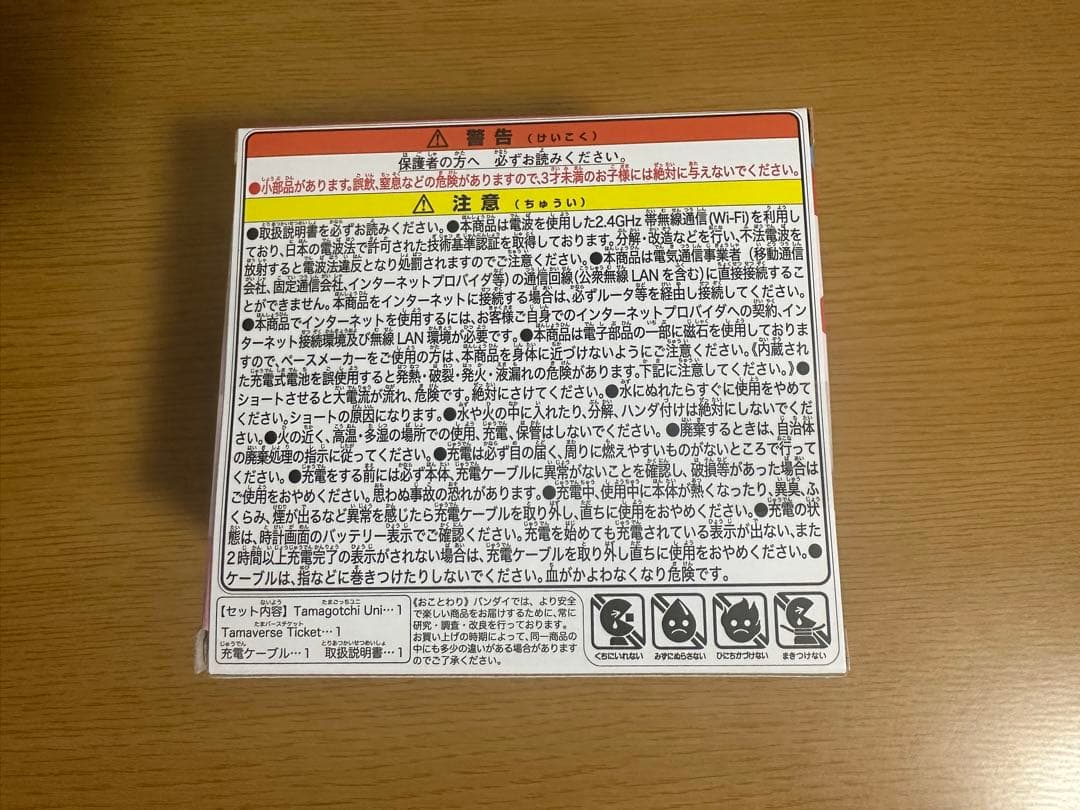 ⚠ 警告（けいこく）
保護者の方へ 必ずお読みください。
●小部品があります。誤飲、窒息などの危険がありますので、3才未満のお子様には絶対に与えないでください。
⚠ 注意（ちゅうい）
●取扱説明書を必ずお読みください。●本商品は電波を使用した2.4GHz 帯無線通信(Wi-Fi)を利用し
ており、日本の電波法で許可された技術基準認証を取得しております。分解・改造などを行い、不法電波を
放射すると電波法違反となり処罰されますのでご注意ください。●本商品は電気通信事業者（移動通信
会社、固定通信会社、インターネットプロバイダ等）の通信回線(公衆無線 LAN を含む)に直接接続するこ
とができません。本商品をインターネットに接続する場合は、必ずルータ等を経由し接続してください。
●本商品でインターネットを使用するには、お客様ご自身でのインターネットプロバイダへの契約、インタ
ーネット接続環境及び無線 LAN 環境が必要です。●本商品は電子部品の一部に磁石を使用しております
ますので、ペースメーカーをご使用の方は、本商品を身体に近づけないようにご注意ください。《内蔵され
た充電式電池を誤使用すると発熱・破裂・発火・液漏れの危険があります。下記に注意してください。》●
ショートさせると大電流が流れ、危険です。絶対にさけてください。●水にぬれたらすぐに使用をやめてく
ださい。ショートの原因になります。●水や火の中に入れたり、分解、ハンダ付けは絶対にしないでくださ
い。●火の近く、高温・多湿の場所での使用、充電、保管はしないでください。●廃棄するときは、自治体
の廃棄処理の指示に従ってください。●充電は必ず目の届く、周りに燃えやすいものがないところで行って
ください。●充電をする前には必ず本体、充電ケーブルに異常がないことを確認し、破損等があった場合は
ご使用をおやめください。思わぬ事故の恐れがあります。●充電中、使用中に本体が熱くなったり、異臭、ふ
くらみ、煙が出るなど異常を感じたら充電ケーブルを取り外し、直ちに使用をおやめください。●充電の状
態は、時計画面のバッテリー表示でご確認ください。充電を始めても充電されている表示が出ない、また
2時間以上充電完了の表示がされない場合は、充電ケーブルを取り外し直ちに使用をおやめください。●
ケーブルは、指などに巻きつけたりしないでください。血がかよわなくなり危険です。
【セット内容】Tamagotchi Uni…1
Tamaverse Ticket…1
充電ケーブル…1 取扱説明書…1
《おことわり》バンダイでは、より安全
で楽しい商品をお届けするために、常に
研究・調査・改良を行っております。
お買い上げの時期によって、同一商品の
中にも多少の違いがある場合があります
のでご了承ください。
くちにいれない みずにぬらさない ひにちかづけない まきつけない